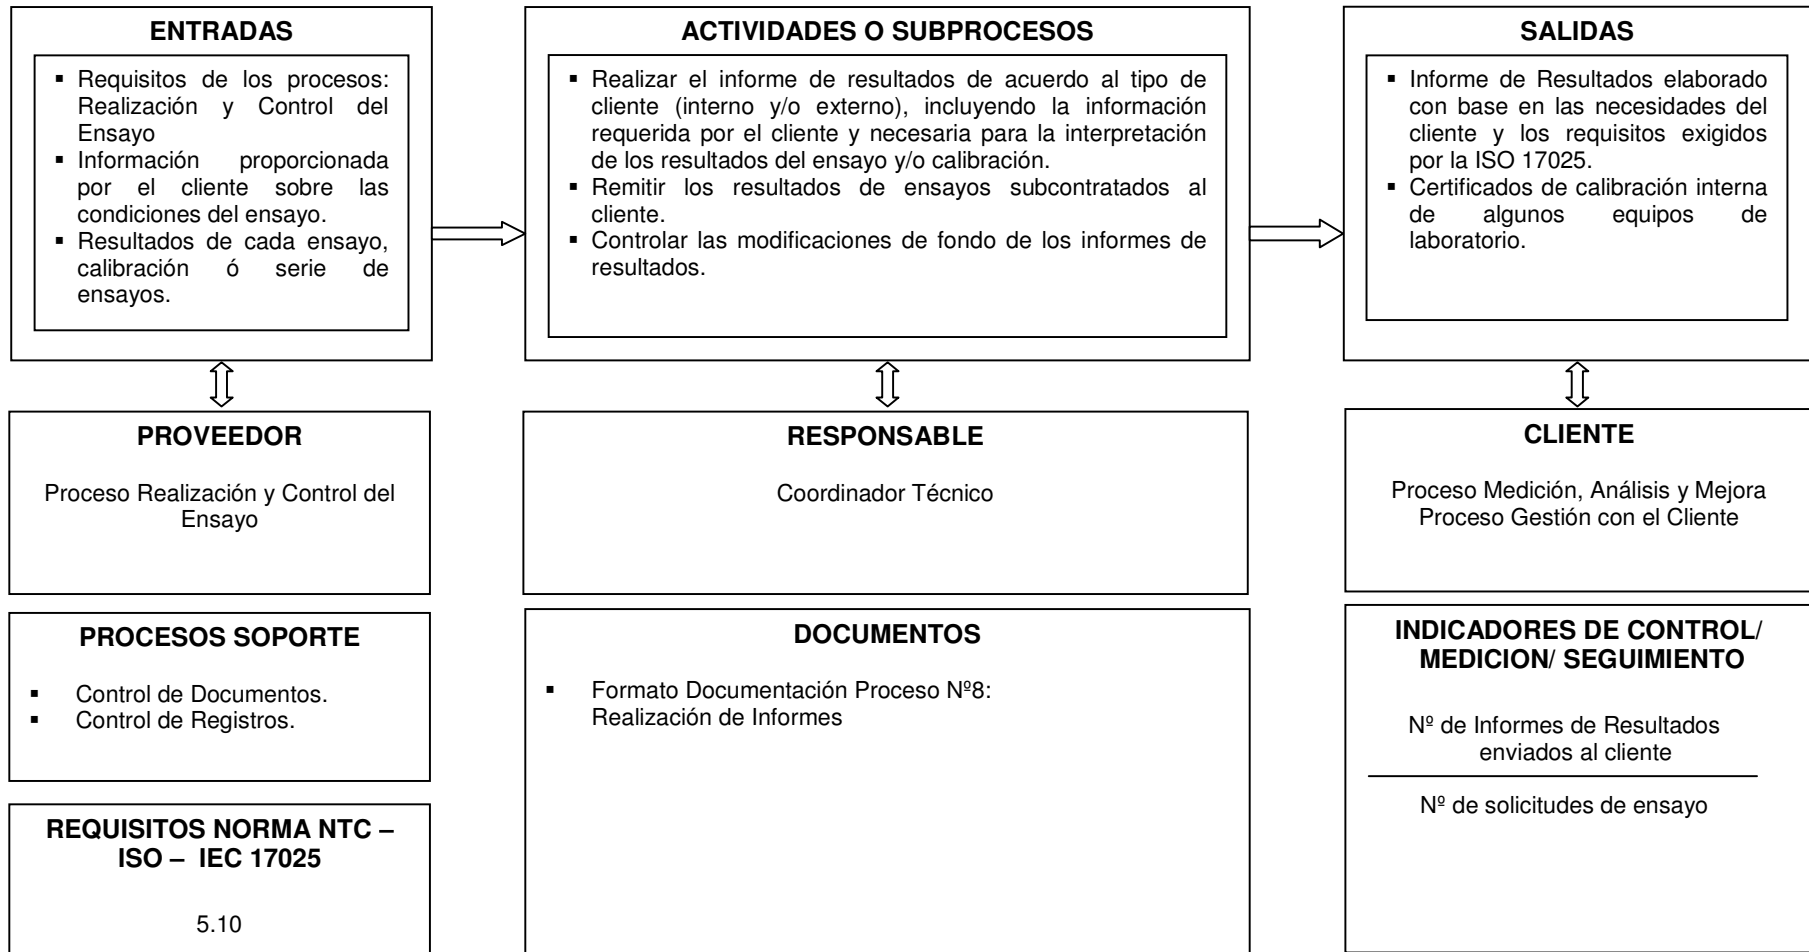 ENTRADAS
▪ Requisitos de los procesos:
Realización y Control del
Ensayo
▪ Información proporcionada
por el cliente sobre las
condiciones del ensayo.
▪ Resultados de cada ensayo,
calibración ó serie de
ensayos.
ACTIVIDADES O SUBPROCESOS
▪ Realizar el informe de resultados de acuerdo al tipo de
cliente (interno y/o externo), incluyendo la información
requerida por el cliente y necesaria para la interpretación
de los resultados del ensayo y/o calibración.
▪ Remitir los resultados de ensayos subcontratados al
cliente.
▪ Controlar las modificaciones de fondo de los informes de
resultados.
SALIDAS
▪ Informe de Resultados elaborado
con base en las necesidades del
cliente y los requisitos exigidos
por la ISO 17025.
▪ Certificados de calibración interna
de algunos equipos de
laboratorio.
PROVEEDOR
Proceso Realización y Control del
Ensayo
RESPONSABLE
Coordinador Técnico
CLIENTE
Proceso Medición, Análisis y Mejora
Proceso Gestión con el Cliente
PROCESOS SOPORTE
▪ Control de Documentos.
▪ Control de Registros.
DOCUMENTOS
▪ Formato Documentación Proceso Nº8:
Realización de Informes
INDICADORES DE CONTROL/
MEDICION/ SEGUIMIENTO
Nº de Informes de Resultados
enviados al cliente
Nº de solicitudes de ensayo
REQUISITOS NORMA NTC –
ISO – IEC 17025
5.10